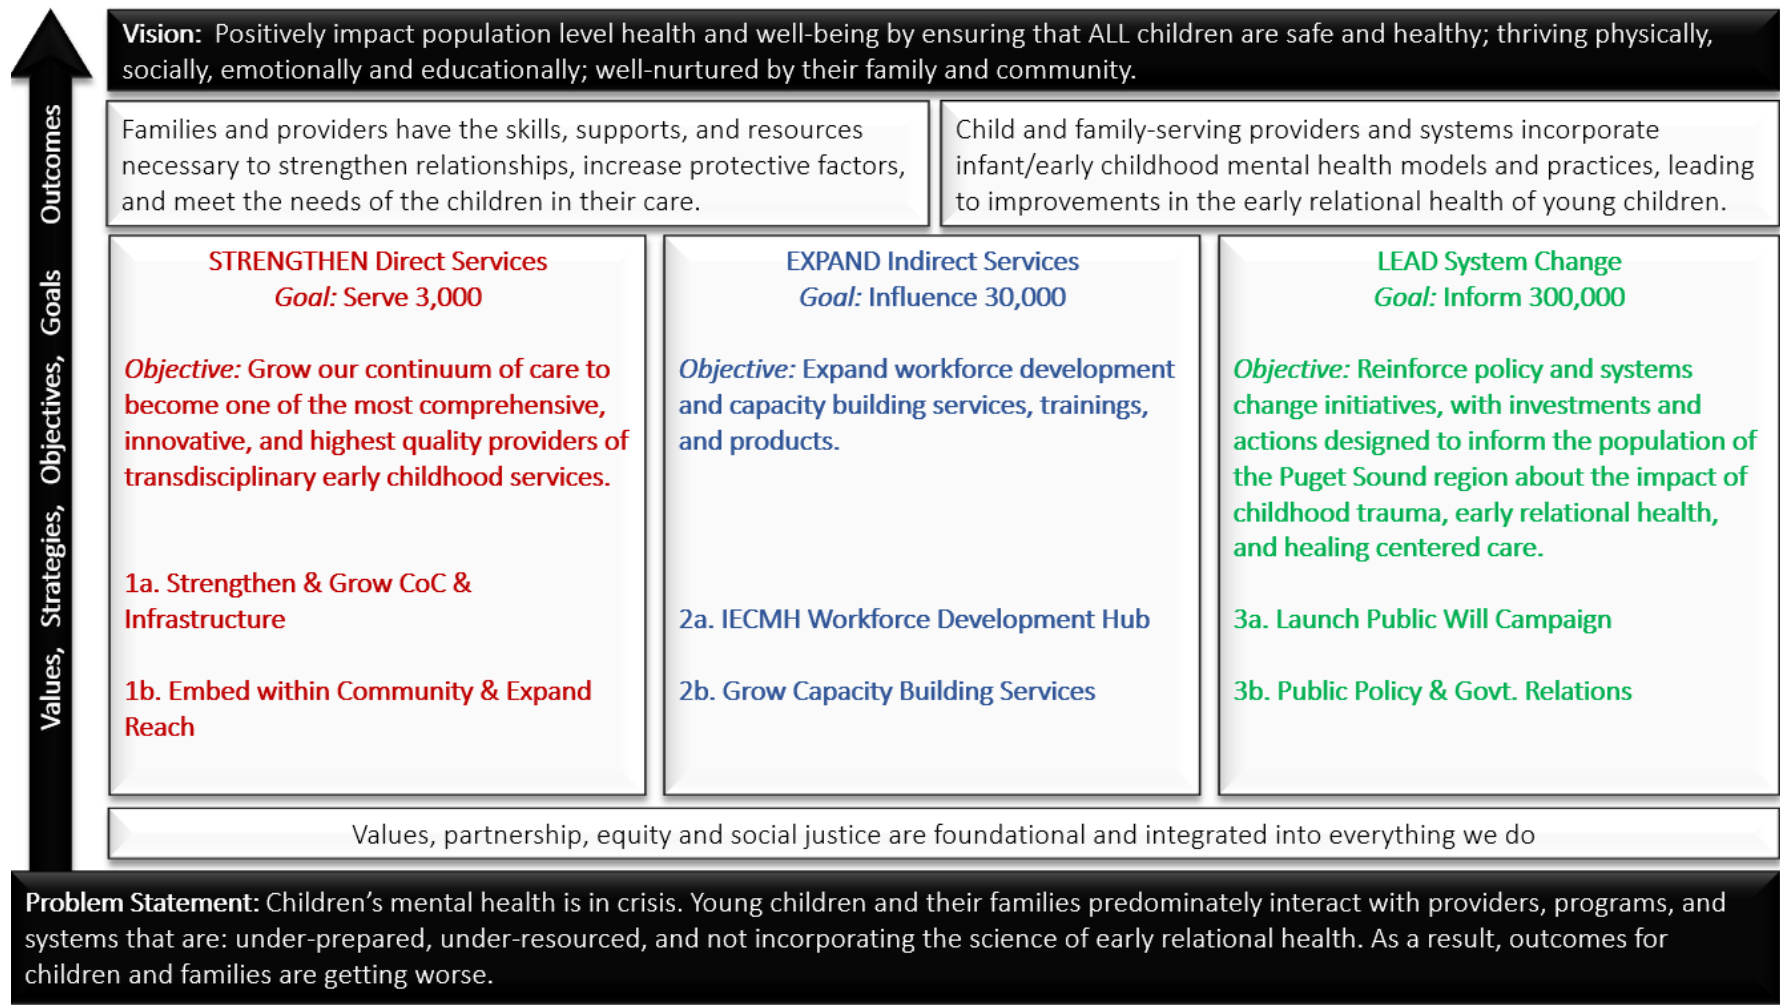 Vision: Positively impact population level health and well-being by ensuring that ALL children are safe and healthy; thriving physically,
socially, emotionally and educationally; well-nurtured by their family and community.
Families and providers have the skills, supports, and resources
necessary to strengthen relationships, increase protective factors,
and meet the needs of the children in their care.
Child and family-serving providers and systems incorporate
infant/early childhood mental health models and practices, leading
to improvements in the early relational health of young children.
STRENGTHEN Direct Services
Goal: Serve 3,000
Objective: Grow our continuum of care to
become one of the most comprehensive,
innovative, and highest quality providers of
transdisciplinary early childhood services.
1a. Strengthen & Grow CoC &
Infrastructure
1b. Embed within Community & Expand
Reach
EXPAND Indirect Services
Goal: Influence 30,000
Objective: Expand workforce development
and capacity building services, trainings,
and products.
2a. IECMH Workforce Development Hub
2b. Grow Capacity Building Services
LEAD System Change
Goal: Inform 300,000
Objective: Reinforce policy and systems
change initiatives, with investments and
actions designed to inform the population of
the Puget Sound region about the impact of
childhood trauma, early relational health,
and healing centered care.
3a. Launch Public Will Campaign
3b. Public Policy & Govt. Relations
Values, partnership, equity and social justice are foundational and integrated into everything we do
Values, Strategies, Objectives, Goals Outcomes
Problem Statement: Children’s mental health is in crisis. Young children and their families predominately interact with providers, programs, and
systems that are: under-prepared, under-resourced, and not incorporating the science of early relational health. As a result, outcomes for
children and families are getting worse.